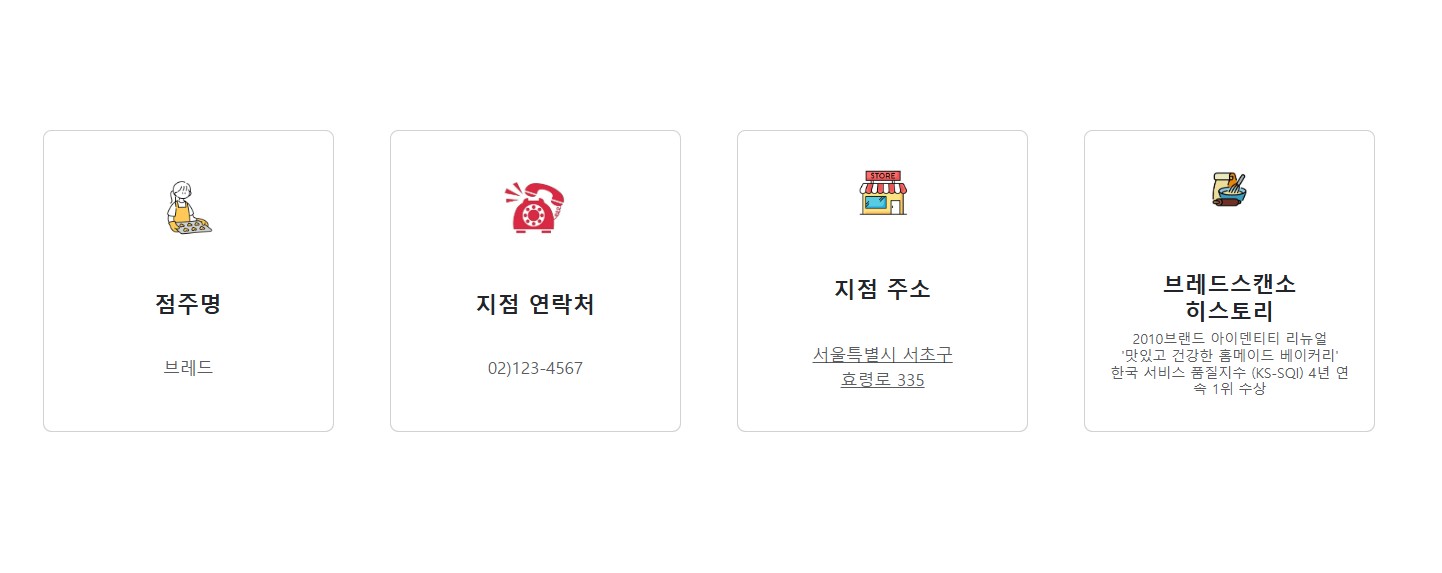 점주명
브레드
지점 연락처
02)123-4567
STORE
지점 주소
서울특별시 서초구
효령로 335
브레드스캔소
히스토리
2010브랜드 아이덴티티 리뉴얼
'맛있고 건강한 홈메이드 베이커리'
한국 서비스 품질지수 (KS-SQI) 4년 연
속 1위 수상